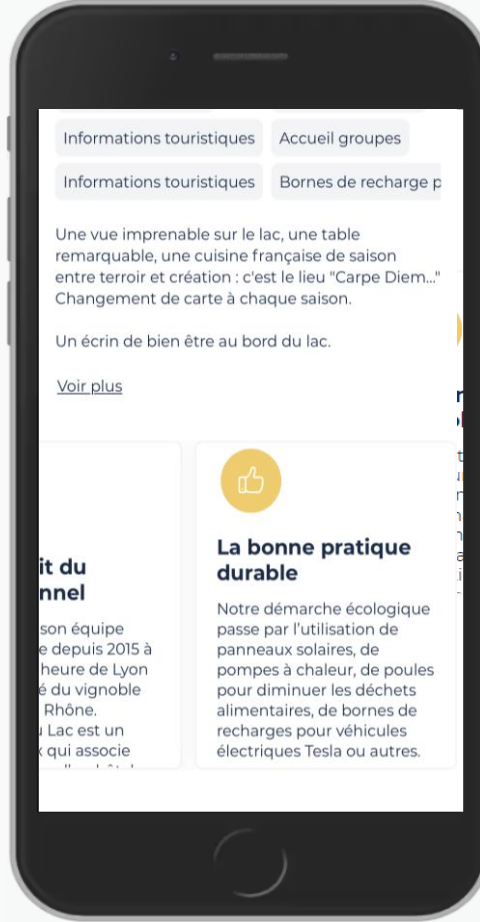 Informations touristiques
Accueil groupes
Informations touristiques
Bornes de recharge p
Une vue imprenable sur le lac, une table
remarquable, une cuisine française de saison
entre terroir et création : c'est le lieu "Carpe Diem..."
Changement de carte à chaque saison.
Un écrin de bien être au bord du lac.
Voir plus
it du
nnel
son équipe
e depuis 2015 à
heure de Lyon
é du vignoble
Rhône.
Lac est un
qui associe
La bonne pratique
durable
Notre démarche écologique
passe par l'utilisation de
panneaux solaires, de
pompes à chaleur, de poules
pour diminuer les déchets
alimentaires, de bornes de
recharges pour véhicules
électriques Tesla ou autres.